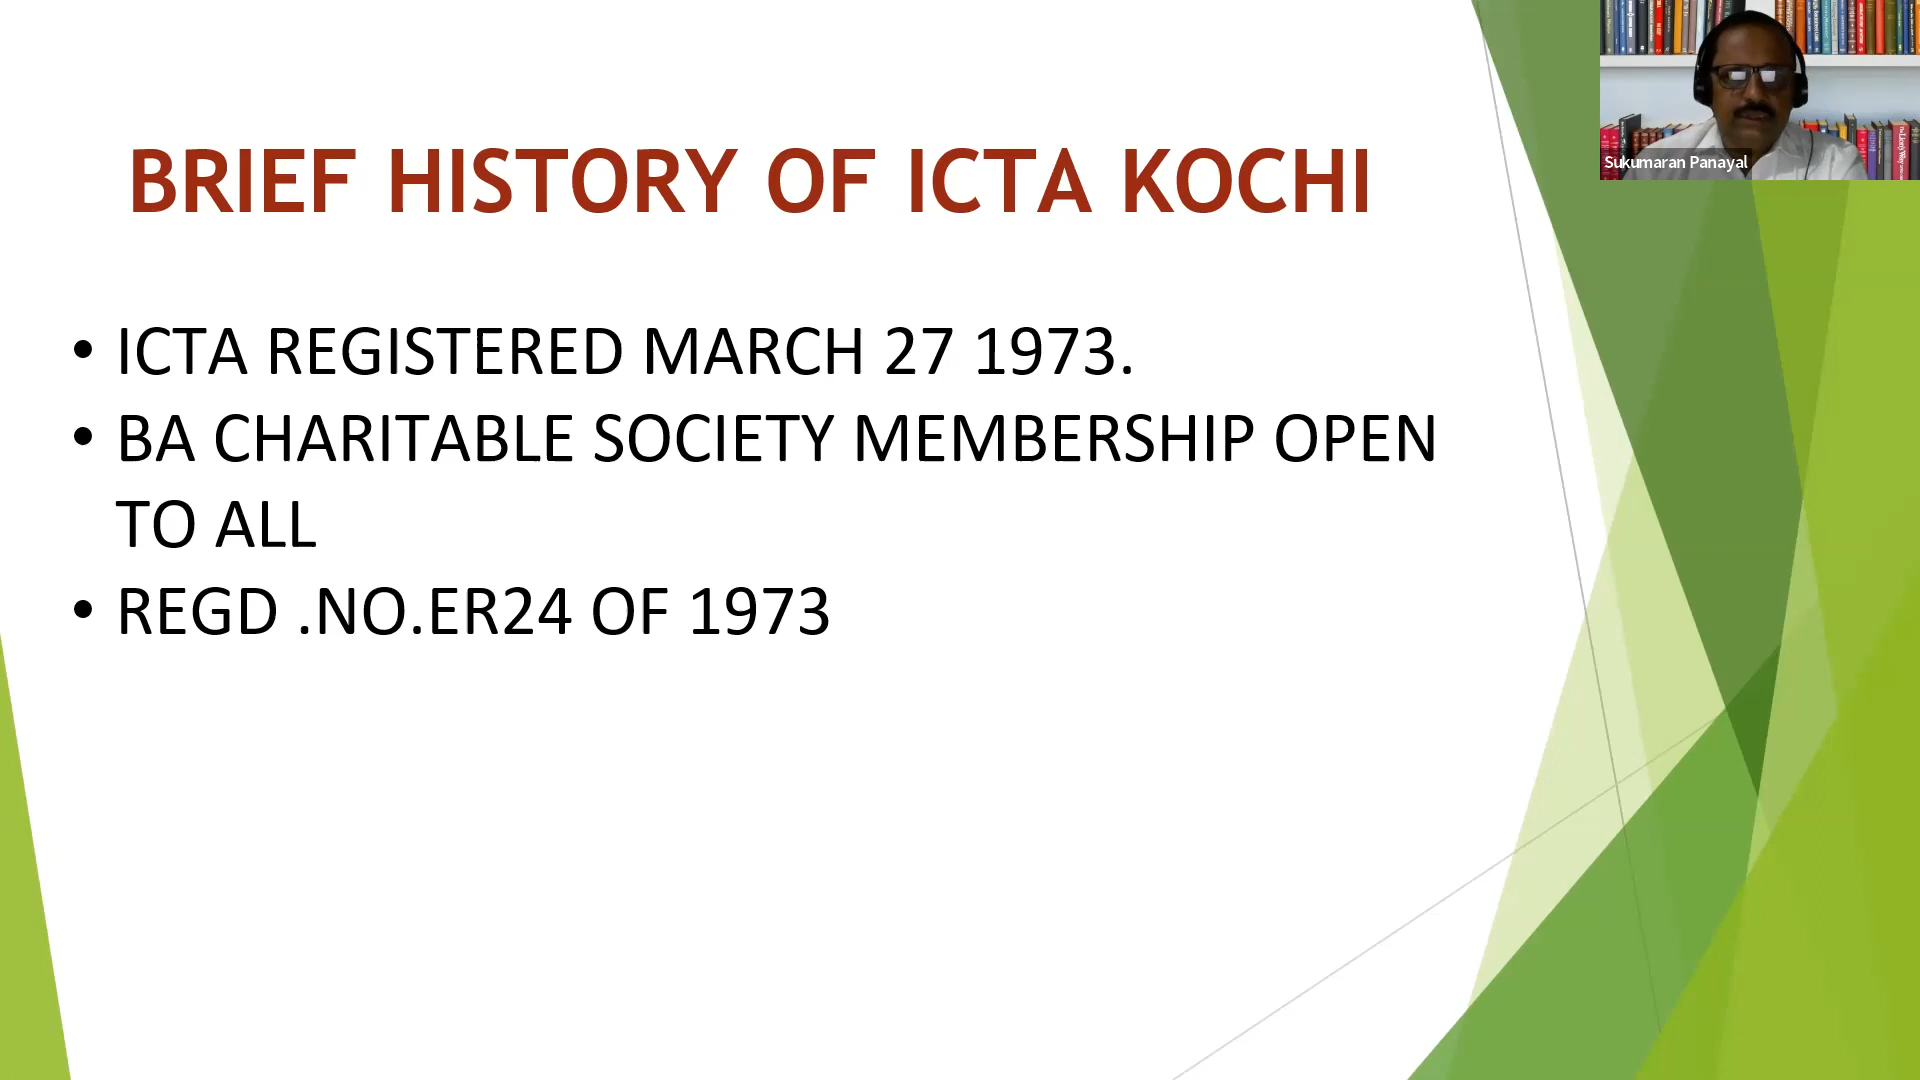 BRIEF HISTORY OF ICTA KOCHI
• ICTA REGISTERED MARCH 27 1973.
• BA CHARITABLE SOCIETY MEMBERSHIP OPEN
TO ALL
• REGD .NO.ER24 OF 1973
Sukumaran Panayal